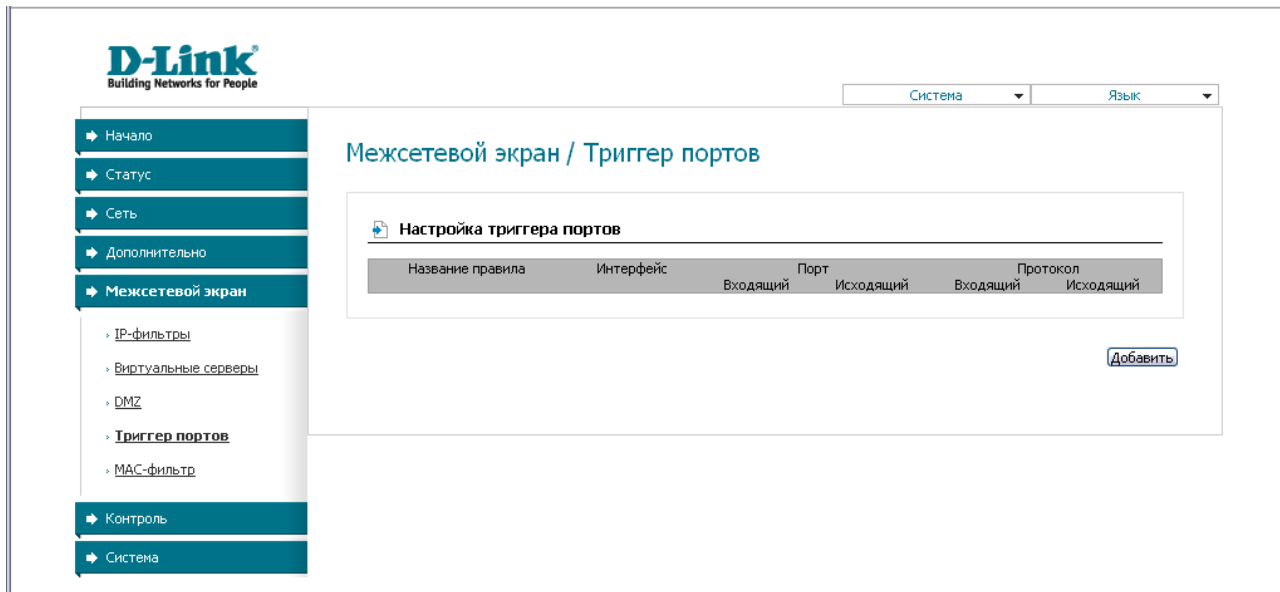 D-Link®
Building Networks for People
Система Язык
Начало
Статус
Сеть
Дополнительно
Межсетевой экран
IP-фильтры
Виртуальные серверы
DMZ
Триггер портов
MAC-фильтр
Контроль
Система
Межсетевой экран / Триггер портов
Настройка триггера портов
Название правила Интерфейс Порт Протокол
Входящий Исходящий Входящий Исходящий
Добавить